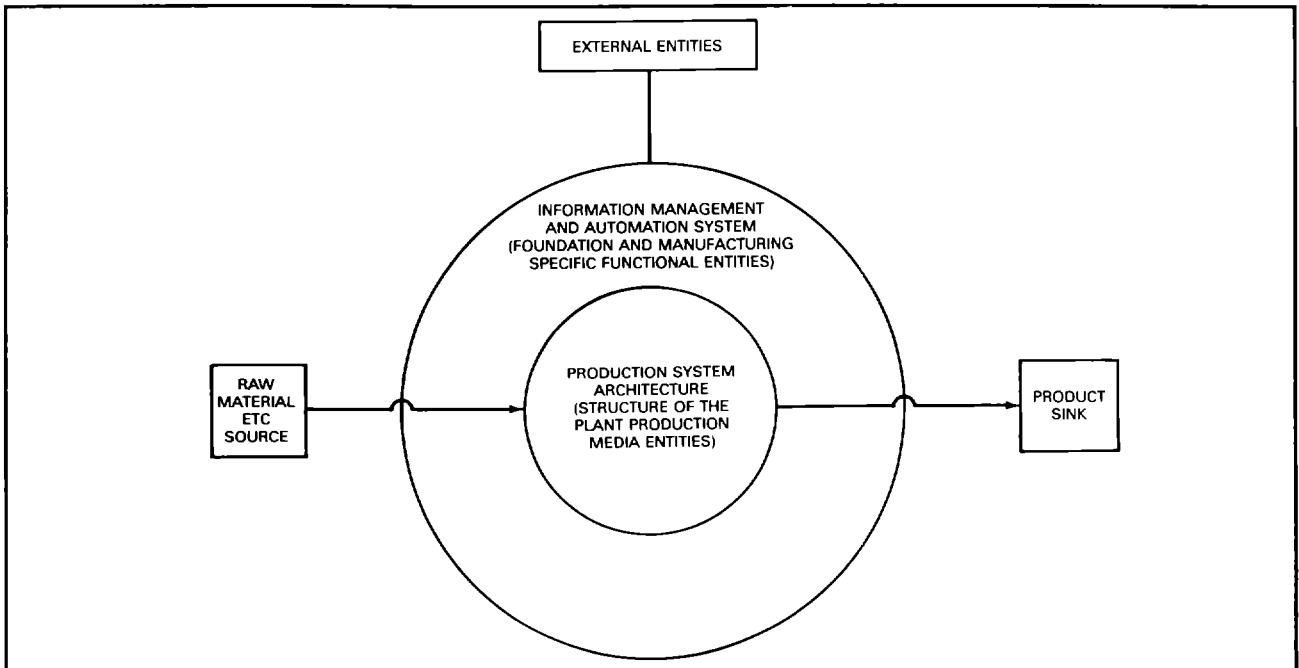 EXTERNAL ENTITIES
INFORMATION MANAGEMENT
AND AUTOMATION SYSTEM
(FOUNDATION AND MANUFACTURING
SPECIFIC FUNCTIONAL ENTITIES)
RAW
MATERIAL
ETC
SOURCE
PRODUCTION SYSTEM
ARCHITECTURE
(STRUCTURE OF THE
PLANT PRODUCTION
MEDIA ENTITIES)
PRODUCT
SINK